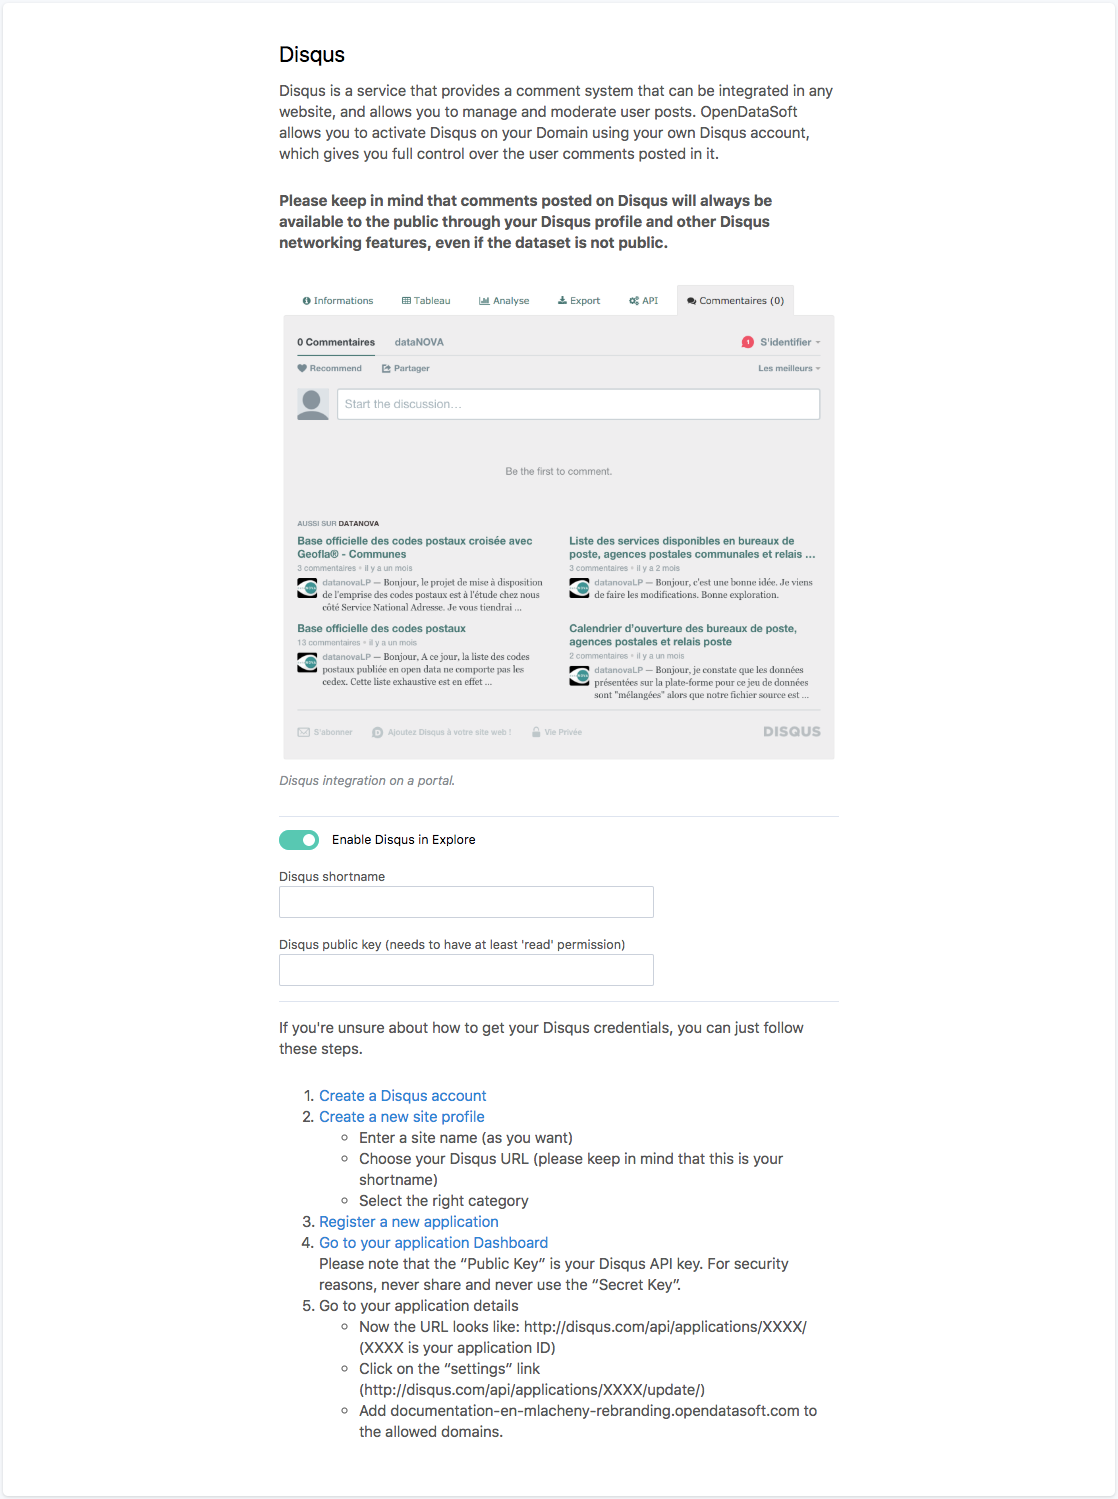 Disqus
Disqus is a service that provides a comment system that can be integrated in any
website, and allows you to manage and moderate user posts. OpenDataSoft
allows you to activate Disqus on your Domain using your own Disqus account,
which gives you full control over the user comments posted in it.
Please keep in mind that comments posted on Disqus will always be
available to the public through your Disqus profile and other Disqus
networking features, even if the dataset is not public.
Informations Tableau Analyse Export API Commentaires (0)
0 Commentaires dataNOVA 1 S'identifier
Recommend Partager Les meilleurs
Start the discussion...
Be the first to comment.
AUSSI SUR DATANOVA
Base officielle des codes postaux croisée avec
Geofla® - Communes
3 commentaires • il y a un mois
datanovaLP — Bonjour, le projet de mise à disposition
de l'emprise des codes postaux est à l'étude chez nous
côté Service National Adresse. Je vous tiendrai ...
Liste des services disponibles en bureaux de
poste, agences postales communales et relais ...
3 commentaires • il y a 2 mois
datanovaLP — Bonjour, c'est une bonne idée. Je viens
de faire les modifications. Bonne exploration.
Base officielle des codes postaux
13 commentaires • il y a un mois
datanovaLP — Bonjour, A ce jour, la liste des codes
postaux publiée en open data ne comporte pas les
cedex. Cette liste exhaustive est en effet ...
Calendrier d'ouverture des bureaux de poste,
agences postales et relais poste
2 commentaires • il y a un mois
datanovaLP — Bonjour, je constate que les données
présentées sur la plate-forme pour ce jeu de données
sont "mélangées" alors que notre fichier source est ...
S'abonner Ajoutez Disqus à votre site web ! Vie Privée DISQUS
Disqus integration on a portal.
Enable Disqus in Explore
Disqus shortname
Disqus public key (needs to have at least 'read' permission)
If you're unsure about how to get your Disqus credentials, you can just follow
these steps.
1. Create a Disqus account
2. Create a new site profile
◦ Enter a site name (as you want)
◦ Choose your Disqus URL (please keep in mind that this is your
shortname)
◦ Select the right category
3. Register a new application
4. Go to your application Dashboard
Please note that the “Public Key” is your Disqus API key. For security
reasons, never share and never use the “Secret Key”.
5. Go to your application details
◦ Now the URL looks like: http://disqus.com/api/applications/XXXX/
(XXXX is your application ID)
◦ Click on the “settings” link
(http://disqus.com/api/applications/XXXX/update/)
◦ Add documentation-en-mlacheny-rebranding.opendatasoft.com to
the allowed domains.